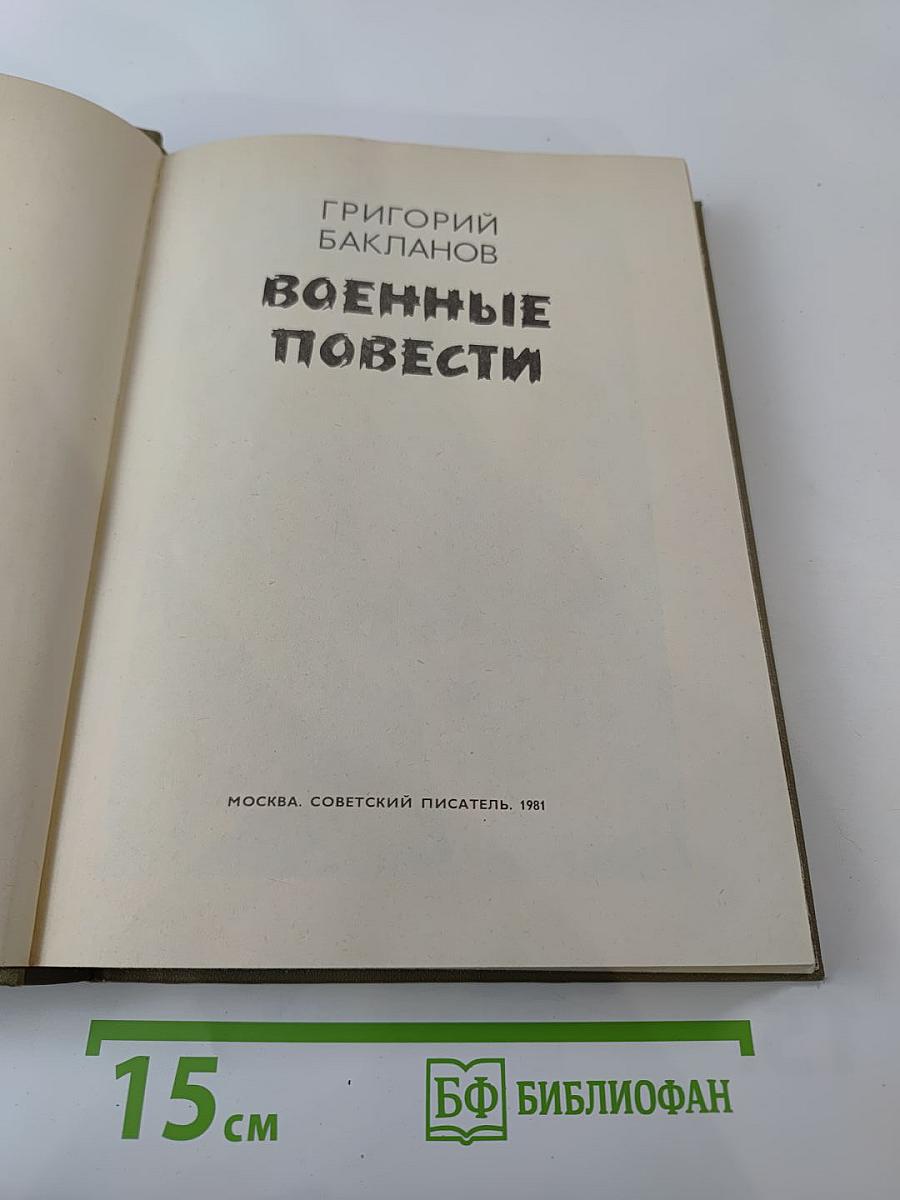 ГРИГОРИЙ
БАКЛАНОВ
ВОЕННЫЕ
ПОВЕСТИ
МОСКВА. СОВЕТСКИЙ ПИСАТЕЛЬ. 1981
15 см
БФ БИБЛИОФАН